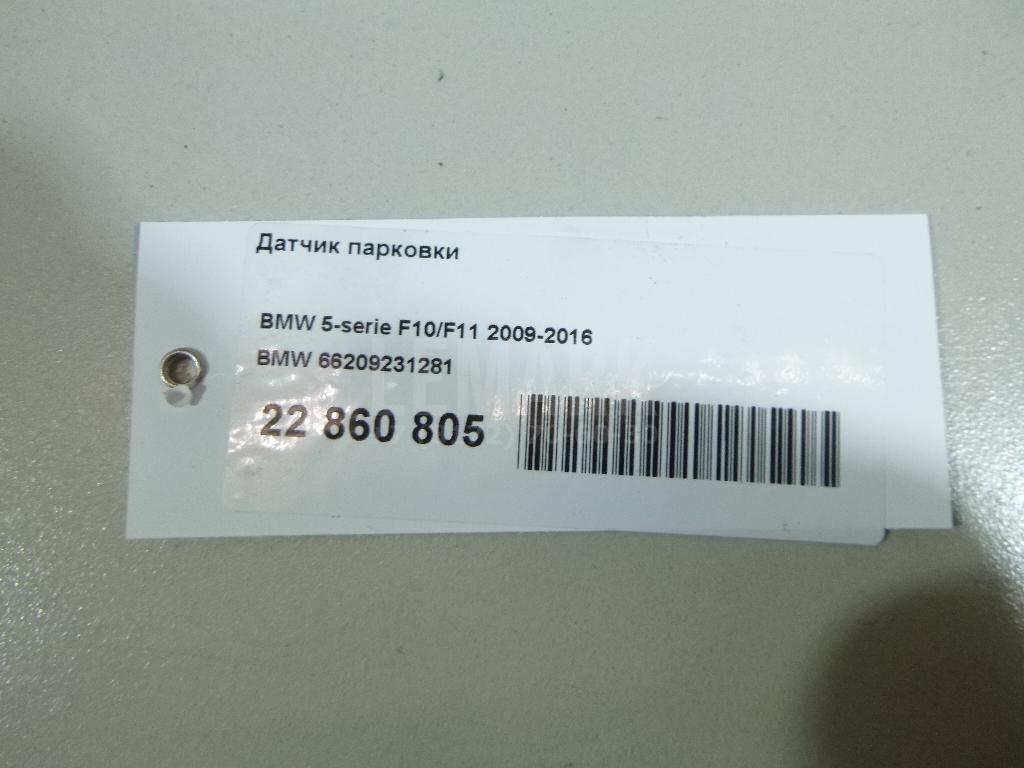 Датчик парковки
BMW 5-serie F10/F11 2009-2016
BMW 66209231281
22 860 805